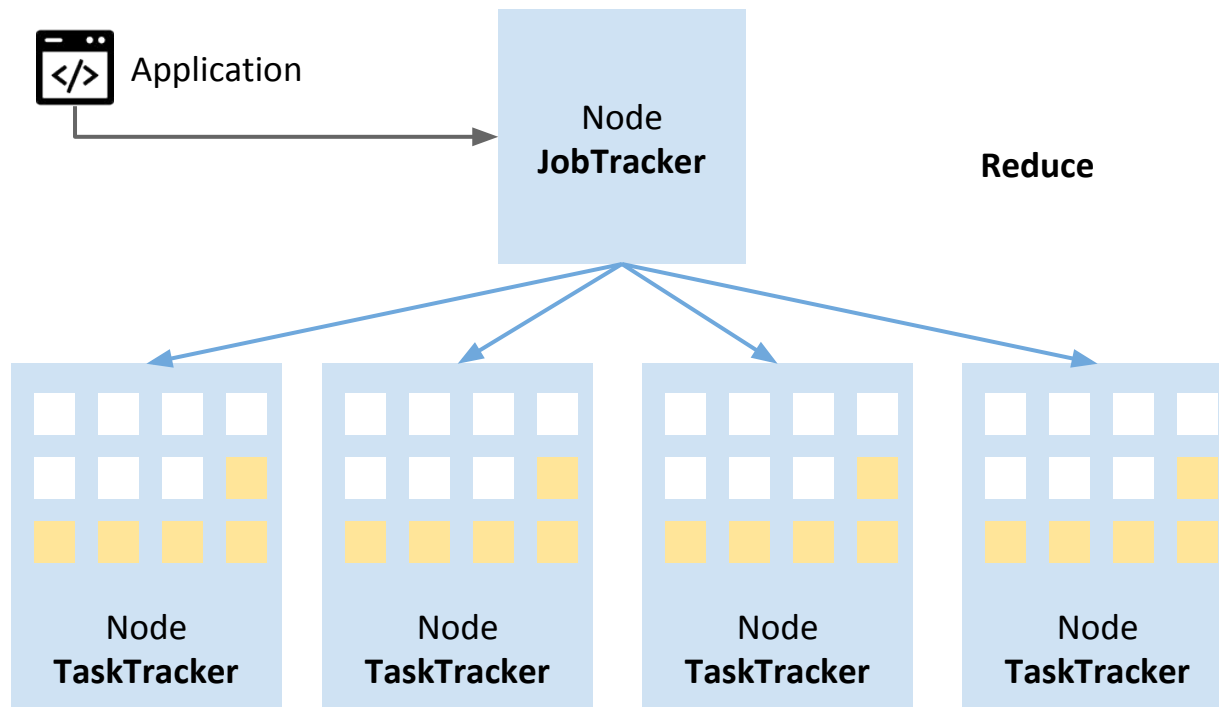 </>
Application
Node
JobTracker
Reduce
Node
TaskTracker
Node
TaskTracker
Node
TaskTracker
Node
TaskTracker